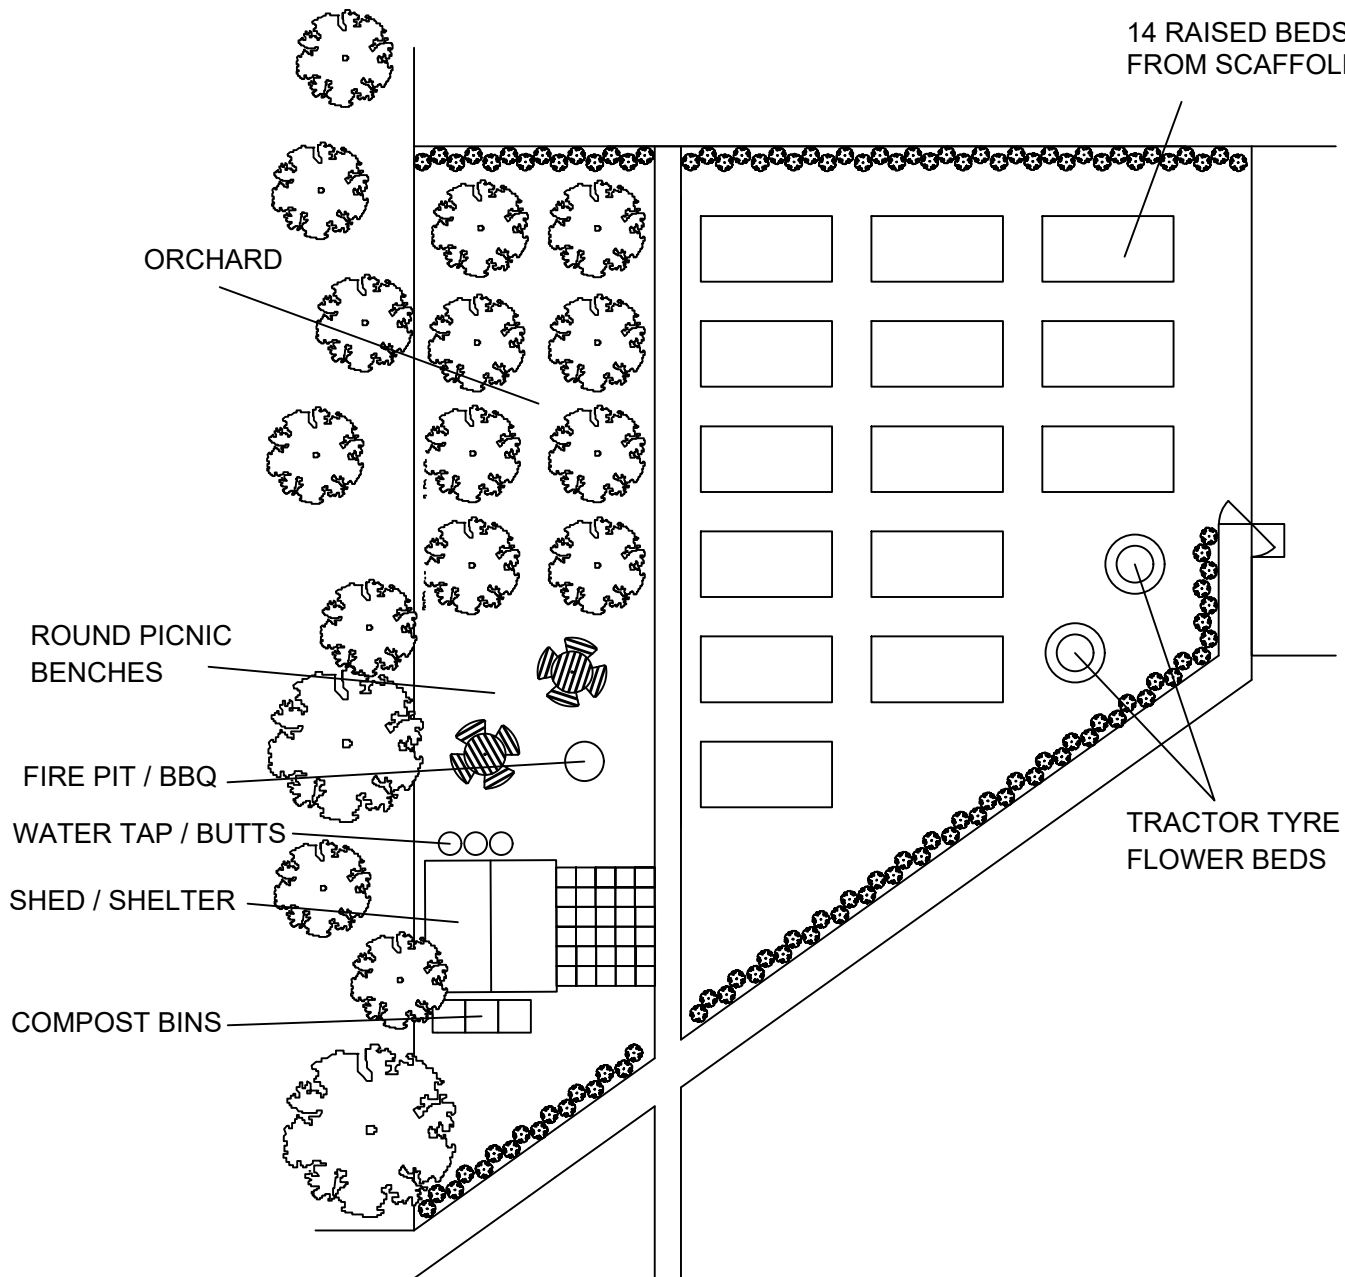 14 RAISED BEDS
FROM
ORCHARD
ROUND PICNIC
BENCHES
FIRE PIT / BBQ
WATER TAP / BUTTS
SHED / SHELTER
COMPOST BINS
TRACTOR TYRE
FLOWER BEDS